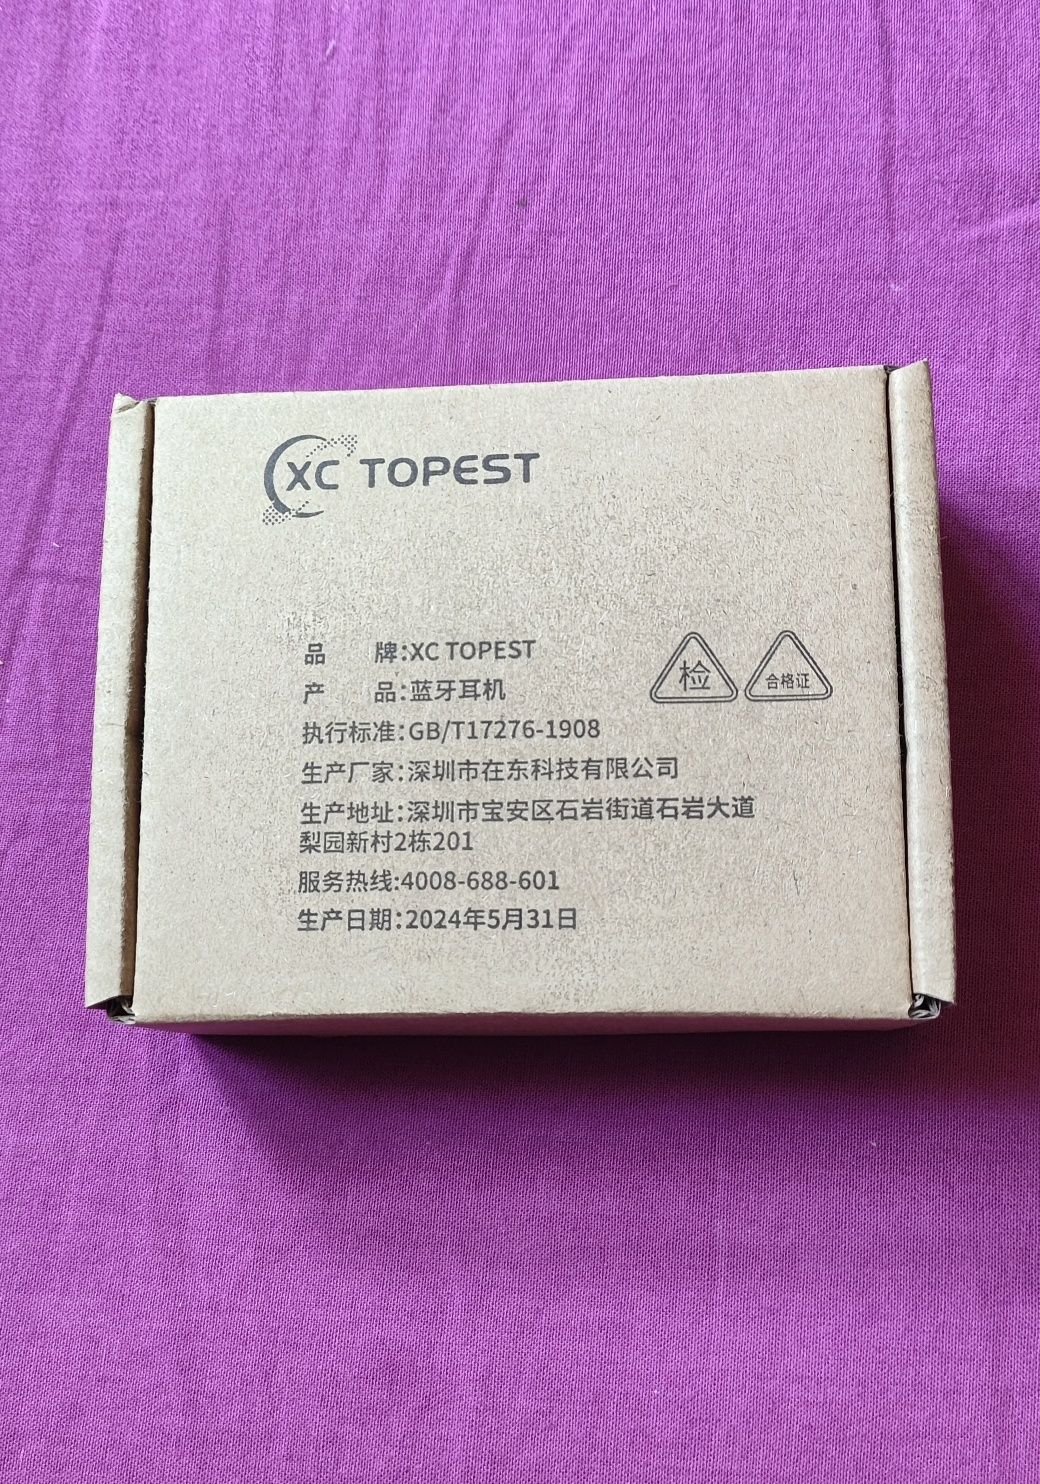 XC TOPEST
品 牌:XC TOPEST
产 品:蓝牙耳机
执行标准:GB/T17276-1908
生产厂家:深圳市在东科技有限公司
生产地址:深圳市宝安区石岩街道石岩大道
梨园新村2栋201
服务热线:4008-688-601
生产日期:2024年5月31日
检
合格证